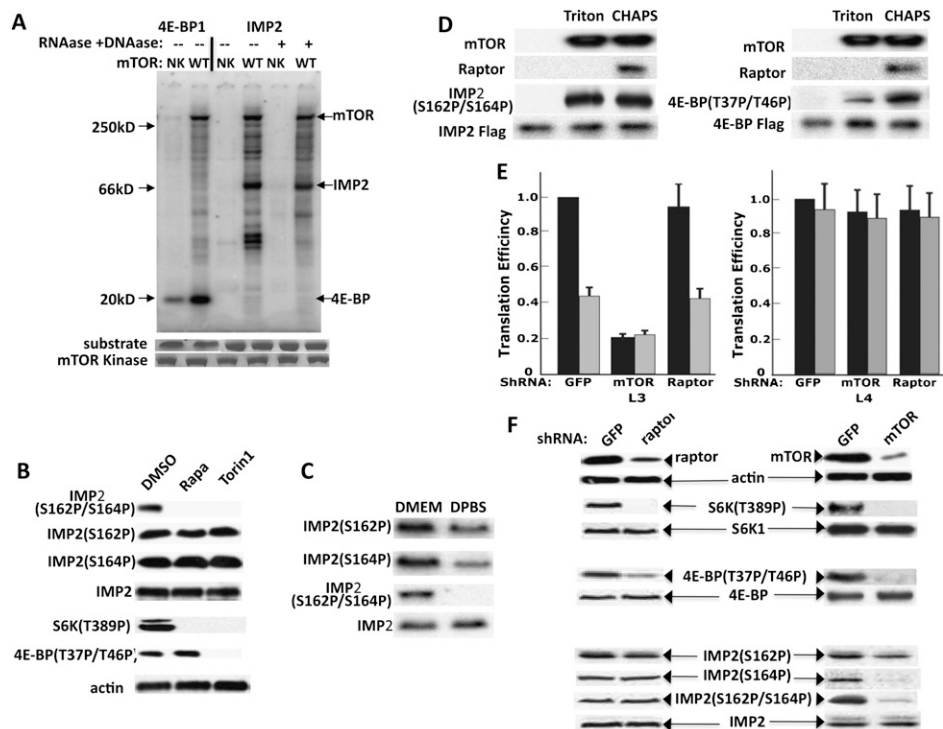 A
4E-BP1 IMP2
RNAase +DNAase: -- -- -- -- + +
mTOR: NK WT NK WT NK WT
250kD
mTOR
66kD
IMP2
20kD
4E-BP
substrate
mTOR Kinase
B
DMSO Rapa Torin1
IMP2
(S162P/S164P)
IMP2(S162P)
IMP2(S164P)
IMP2
S6K(T389P)
4E-BP(T37P/T46P),
actin
C
DMEM DPBS
IMP2(S162P)
IMP2(S164P)
IMP2
(S162P/S164P)
IMP2
D
Triton CHAPS
mTOR
Raptor
IMP2
(S162P/S164P)
IMP2 Flag
Triton CHAPS
mTOR
Raptor
4E-BP(T37P/T46P)
4E-BP Flag
E
Translation Efficincy
1.0
0.8
0.6
0.4
0.2
0
ShRNA: GFP mTOR Raptor
L3
Translation Efficincy
1.0
0.8
0.6
0.4
0.2
0
ShRNA: GFP mTOR Raptor
L4
F
shRNA: GFP raptor GFP mTOR
raptor mTOR
actin
S6K(T389P)
S6K1
4E-BP(T37P/T46P)
4E-BP
IMP2(S162P)
IMP2(S164P)
IMP2(S162P/S164P)
IMP2